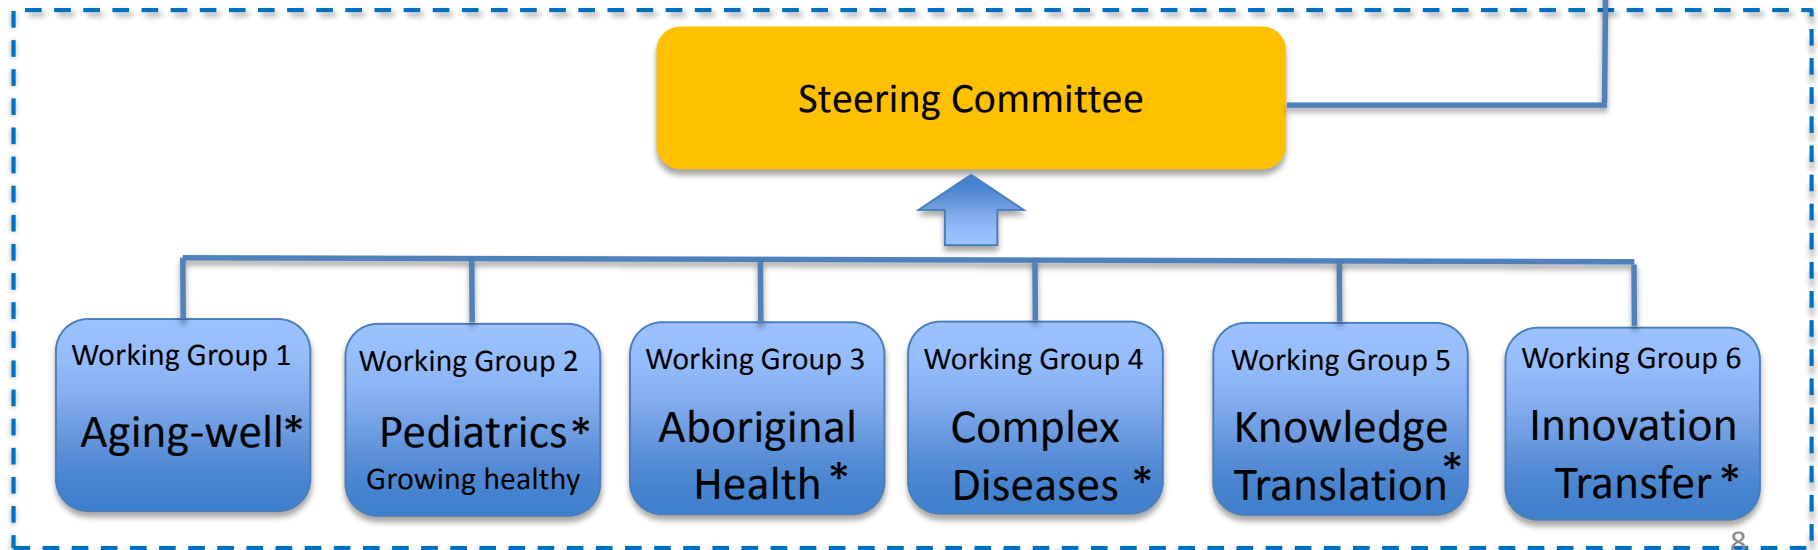 Steering Committee
Working Group 1
Aging-well*
Working Group 2
Pediatrics*
Growing healthy
Working Group 3
Aboriginal
Health *
Working Group 4
Complex
Diseases *
Working Group 5
Knowledge
Translation*
Working Group 6
Innovation
Transfer *
8